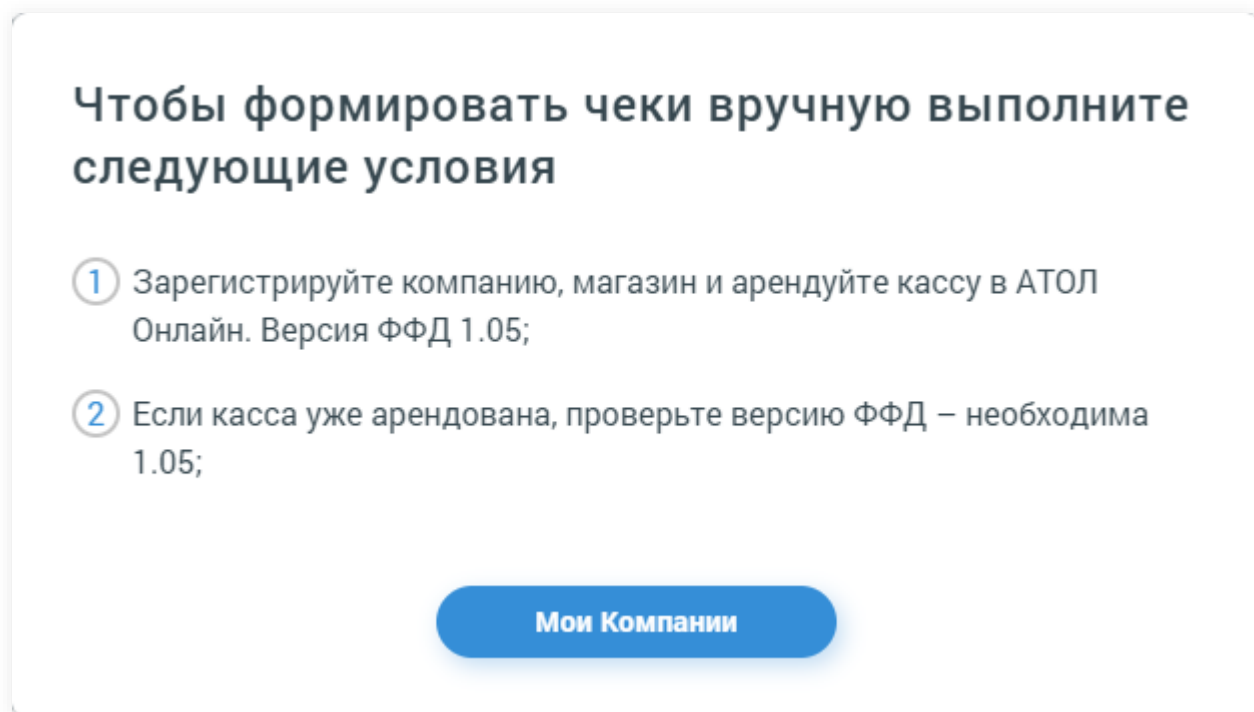 Чтобы формировать чеки вручную выполните
следующие условия
1 Зарегистрируйте компанию, магазин и арендуйте кассу в АТОЛ
Онлайн. Версия ФФД 1.05;
2 Если касса уже арендована, проверьте версию ФФД – необходима
1.05;
Мои Компании